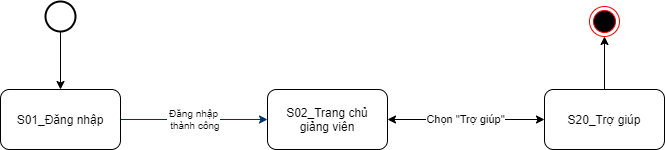 S01_Đăng nhập
Đăng nhập
thành công
S02_Trang chủ
giảng viên
Chọn "Trợ giúp"
S20_Trợ giúp